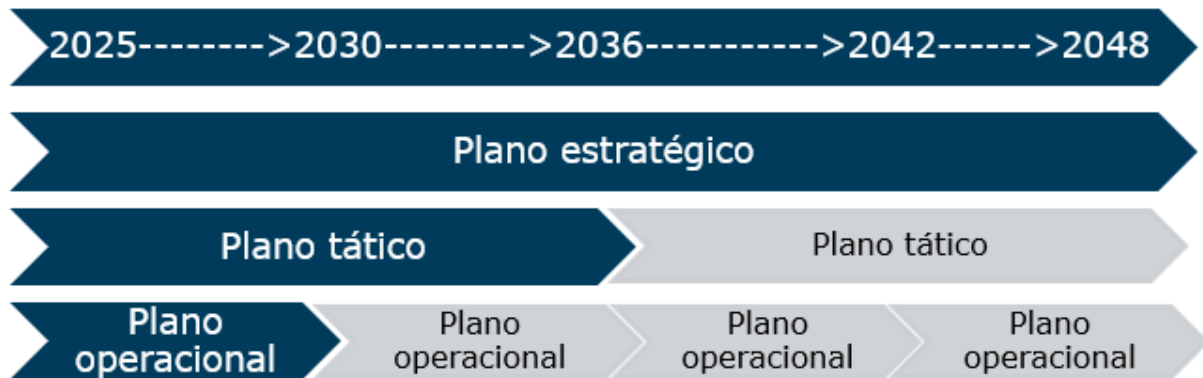 2025-------->2030--------->2036----------->2042------>2048
Plano estratégico
Plano tático
Plano tático
Plano
operacional
Plano
operacional
Plano
operacional
Plano
operacional